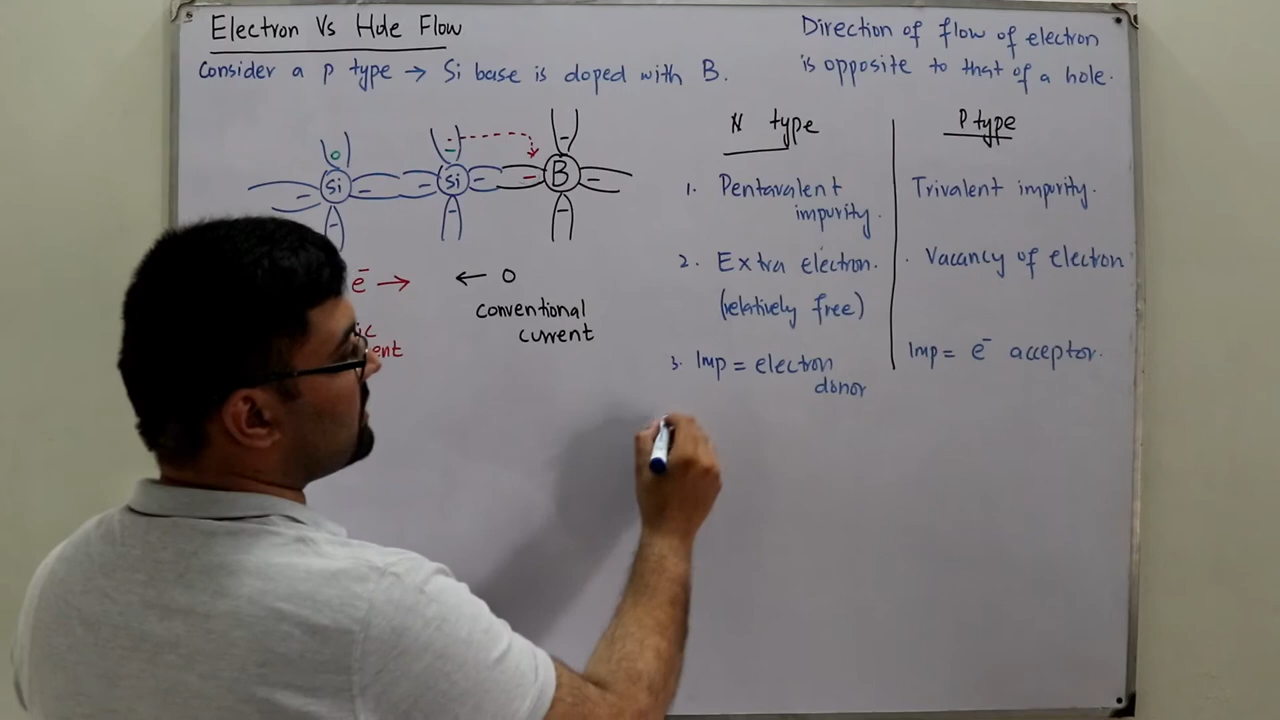 Electron Vs Hole Flow
Consider a p type → Si base is doped with B.
Direction of flow of electron
is opposite to that of a hole.
Si
Si
B
e⁻ →
← O
conventional
current
N type
P type
1. Pentavalent
impurity.
Trivalent impurity.
2. Extra electron.
(relatively free)
Vacancy of electron
3. Imp = electron
donor
Imp = e⁻ acceptor.